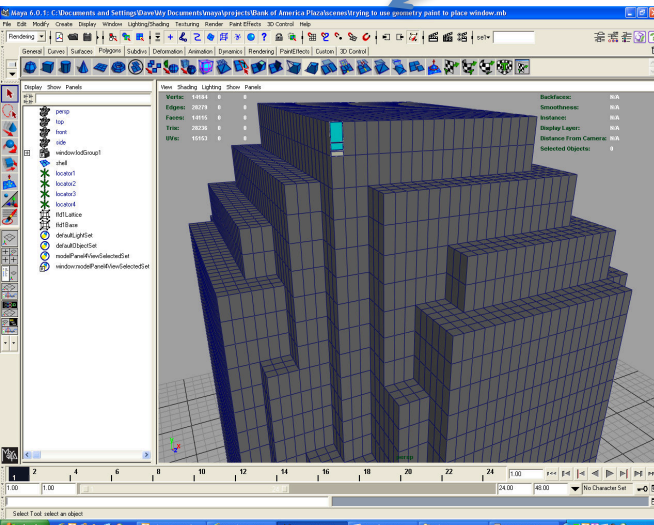 Maya 6.0.1: C:\Documents and Settings\Dave\My Documents\maya\projects\Bank of America Plaza\scenes\trying to use geometry paint to place window.mb
File Edit Modify Create Display Window Lighting/Shading Texturing Render Paint Effects 3D Control Help
Rendering sel*
General Curves Surfaces Polygons Subdivs Deformation Animation Dynamics Rendering PaintEffects Custom 3D Control
Display Show Panels
View Shading Lighting Show Panels
Verts: 14184 0 0
Edges: 28279 0 0
Faces: 14115 0 0
Tris: 28236 0 0
UVs: 15153 0 0
Backfaces: N/A
Smoothness: N/A
Instance: N/A
Display Layer: N/A
Distance From Camera: N/A
Selected Objects: 0
persp
top
front
side
window:lodGroup1
shell
locator1
locator2
locator3
locator4
ffd1Lattice
ffd1Base
defaultLightSet
defaultObjectSet
modelPanel4ViewSelectedSet
window:modelPanel4ViewSelectedSet
persp
1 2 4 6 8 10 12 14 16 18 20 22 24 1.00
1.00 1.00 24.00 48.00 No Character Set
Select Tool: select an object